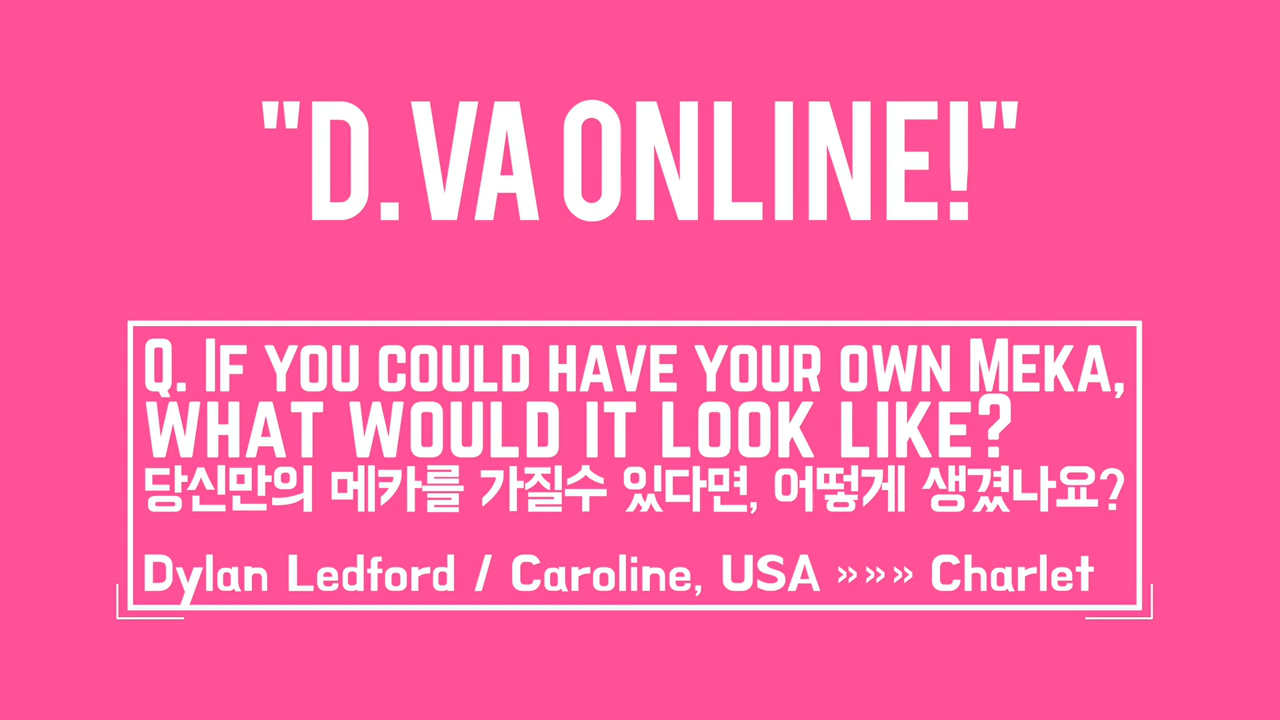 "D.VA ONLINE!"
Q. If you could have your own Meka,
what would it look like?
당신만의 메카를 가질수 있다면, 어떻게 생겼나요?
Dylan Ledford / Caroline, USA »»» Charlet